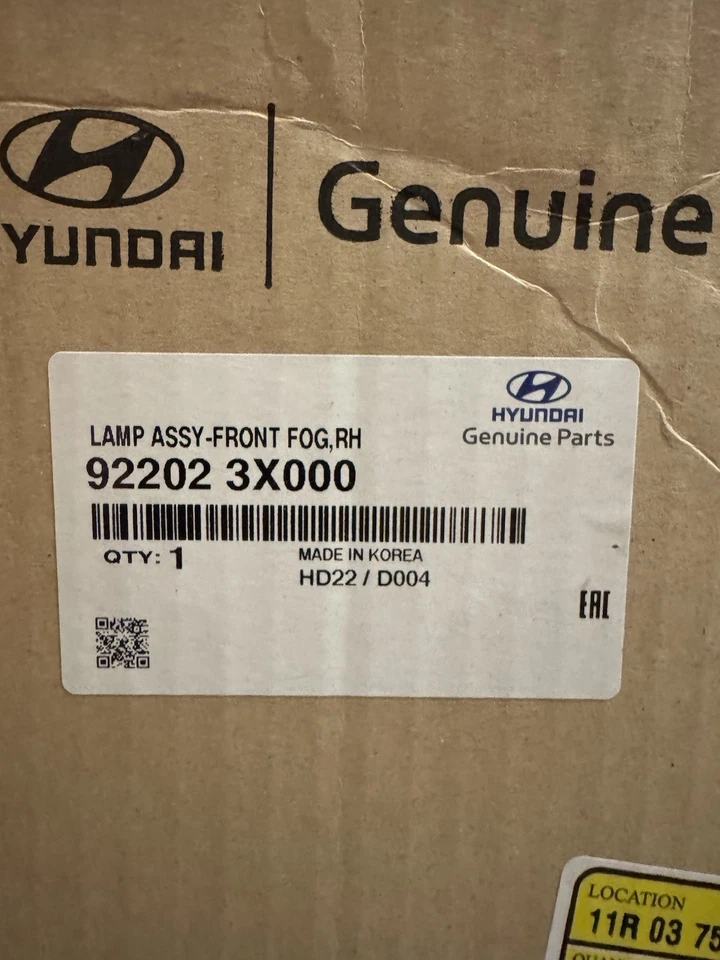 YUNDAI
Genuine
HYUNDAI
Genuine Parts
LAMP ASSY-FRONT FOG,RH
92202 3X000
QTY: 1
MADE IN KOREA
HD22 / D004
EAC
LOCATION
11R 03 75